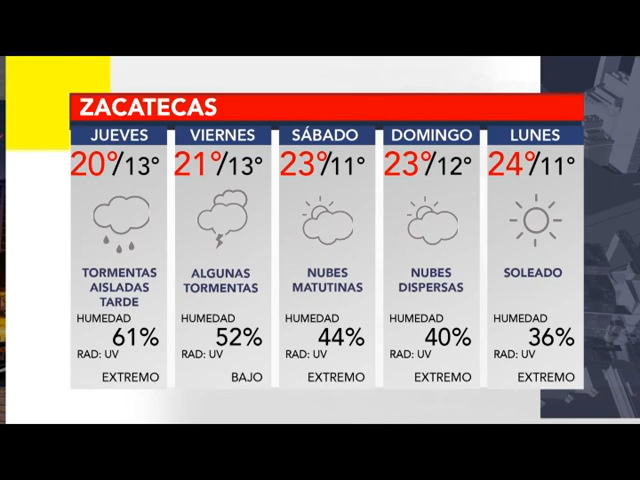 ZACATECAS
JUEVES
20°/13°
TORMENTAS
AISLADAS
TARDE
HUMEDAD
61%
RAD: UV
EXTREMO
VIERNES
21°/13°
ALGUNAS
TORMENTAS
HUMEDAD
52%
RAD: UV
BAJO
SÁBADO
23°/11°
NUBES
MATUTINAS
HUMEDAD
44%
RAD: UV
EXTREMO
DOMINGO
23°/12°
NUBES
DISPERSAS
HUMEDAD
40%
RAD: UV
EXTREMO
LUNES
24°/11°
SOLEADO
HUMEDAD
36%
RAD: UV
EXTREMO